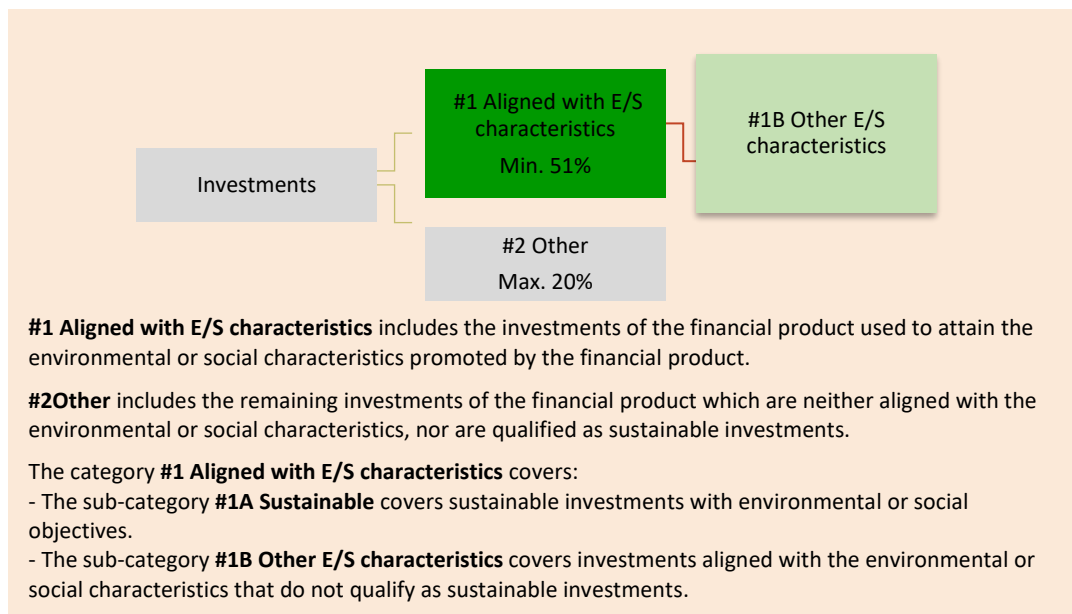 #1 Aligned with E/S
characteristics
Min. 51%
#1B Other E/S
characteristics
Investments
#2 Other
Max. 20%
#1 Aligned with E/S characteristics includes the investments of the financial product used to attain the
environmental or social characteristics promoted by the financial product.
#2Other includes the remaining investments of the financial product which are neither aligned with the
environmental or social characteristics, nor are qualified as sustainable investments.
The category #1 Aligned with E/S characteristics covers:
- The sub-category #1A Sustainable covers sustainable investments with environmental or social
objectives.
- The sub-category #1B Other E/S characteristics covers investments aligned with the environmental or
social characteristics that do not qualify as sustainable investments.